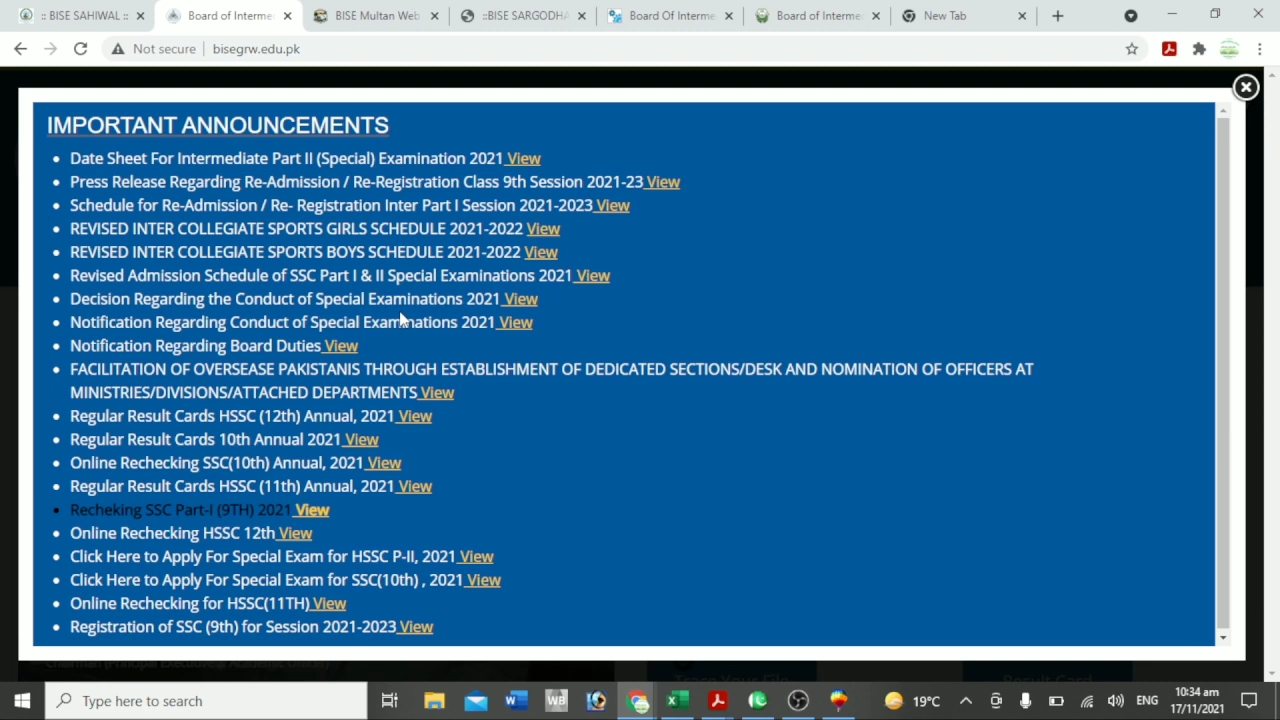 :: BISE SAHIWAL ::
Board of Interme
BISE Multan Web
::BISE SARGODHA
Board Of Interme
Board of Interme
New Tab
Not secure
bisegrw.edu.pk
IMPORTANT ANNOUNCEMENTS
Date Sheet For Intermediate Part II (Special) Examination 2021 View
Press Release Regarding Re-Admission / Re-Registration Class 9th Session 2021-23 View
Schedule for Re-Admission / Re- Registration Inter Part I Session 2021-2023 View
REVISED INTER COLLEGIATE SPORTS GIRLS SCHEDULE 2021-2022 View
REVISED INTER COLLEGIATE SPORTS BOYS SCHEDULE 2021-2022 View
Revised Admission Schedule of SSC Part I & II Special Examinations 2021 View
Decision Regarding the Conduct of Special Examinations 2021 View
Notification Regarding Conduct of Special Examinations 2021 View
Notification Regarding Board Duties View
FACILITATION OF OVERSEASE PAKISTANIS THROUGH ESTABLISHMENT OF DEDICATED SECTIONS/DESK AND NOMINATION OF OFFICERS AT
MINISTRIES/DIVISIONS/ATTACHED DEPARTMENTS View
Regular Result Cards HSSC (12th) Annual, 2021 View
Regular Result Cards 10th Annual 2021 View
Online Rechecking SSC(10th) Annual, 2021 View
Regular Result Cards HSSC (11th) Annual, 2021 View
Recheking SSC Part-I (9TH) 2021 View
Online Rechecking HSSC 12th View
Click Here to Apply For Special Exam for HSSC P-II, 2021 View
Click Here to Apply For Special Exam for SSC(10th) , 2021 View
Online Rechecking for HSSC(11TH) View
Registration of SSC (9th) for Session 2021-2023 View
Trace Your File
Result Card
Type here to search
WB
19°C
ENG
10:34 am
17/11/2021